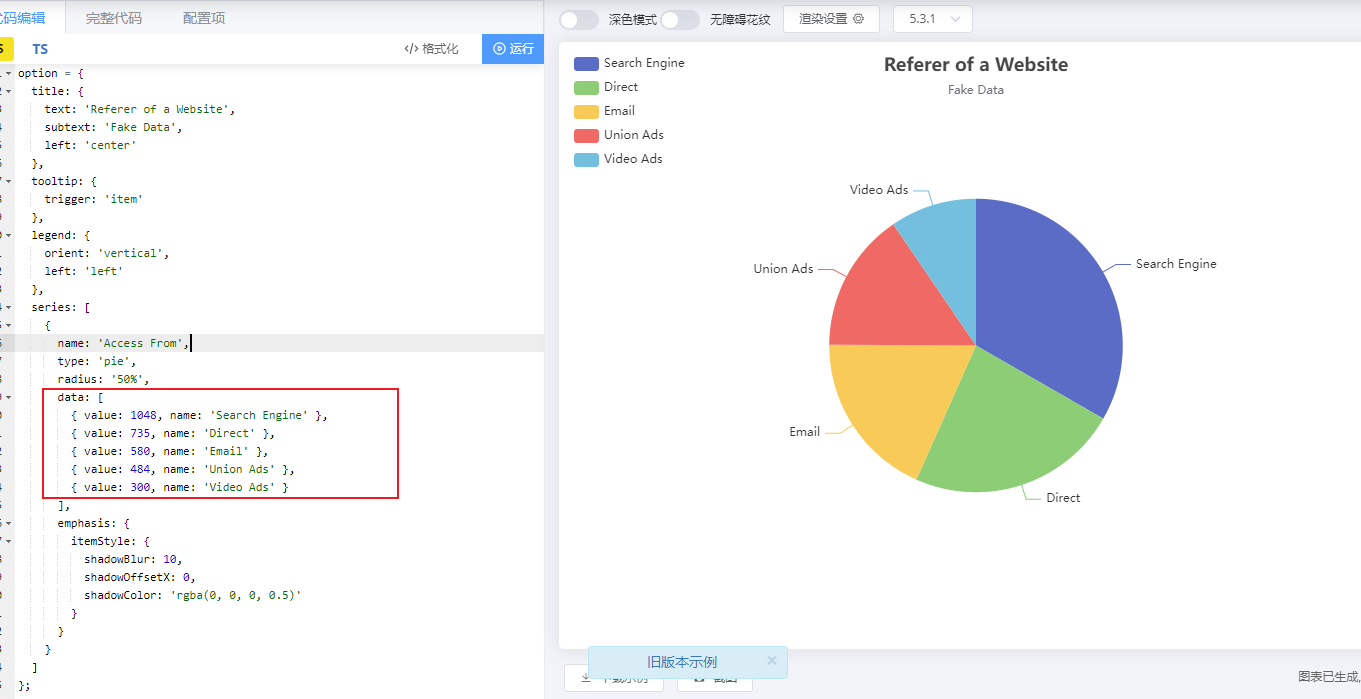 代码编辑 完整代码 配置项
TS </> 格式化 运行
option = {
title: {
text: 'Referer of a Website',
subtext: 'Fake Data',
left: 'center'
},
tooltip: {
trigger: 'item'
},
legend: {
orient: 'vertical',
left: 'left'
},
series: [
{
name: 'Access From',
type: 'pie',
radius: '50%',
data: [
{ value: 1048, name: 'Search Engine' },
{ value: 735, name: 'Direct' },
{ value: 580, name: 'Email' },
{ value: 484, name: 'Union Ads' },
{ value: 300, name: 'Video Ads' }
],
emphasis: {
itemStyle: {
shadowBlur: 10,
shadowOffsetX: 0,
shadowColor: 'rgba(0, 0, 0, 0.5)'
}
}
}
]
};
深色模式 无障碍花纹 渲染设置 5.3.1
Search Engine
Direct
Email
Union Ads
Video Ads
Referer of a Website
Fake Data
Video Ads
Union Ads
Search Engine
Email
Direct
旧版本示例
下载示例 截图
图表已生成,